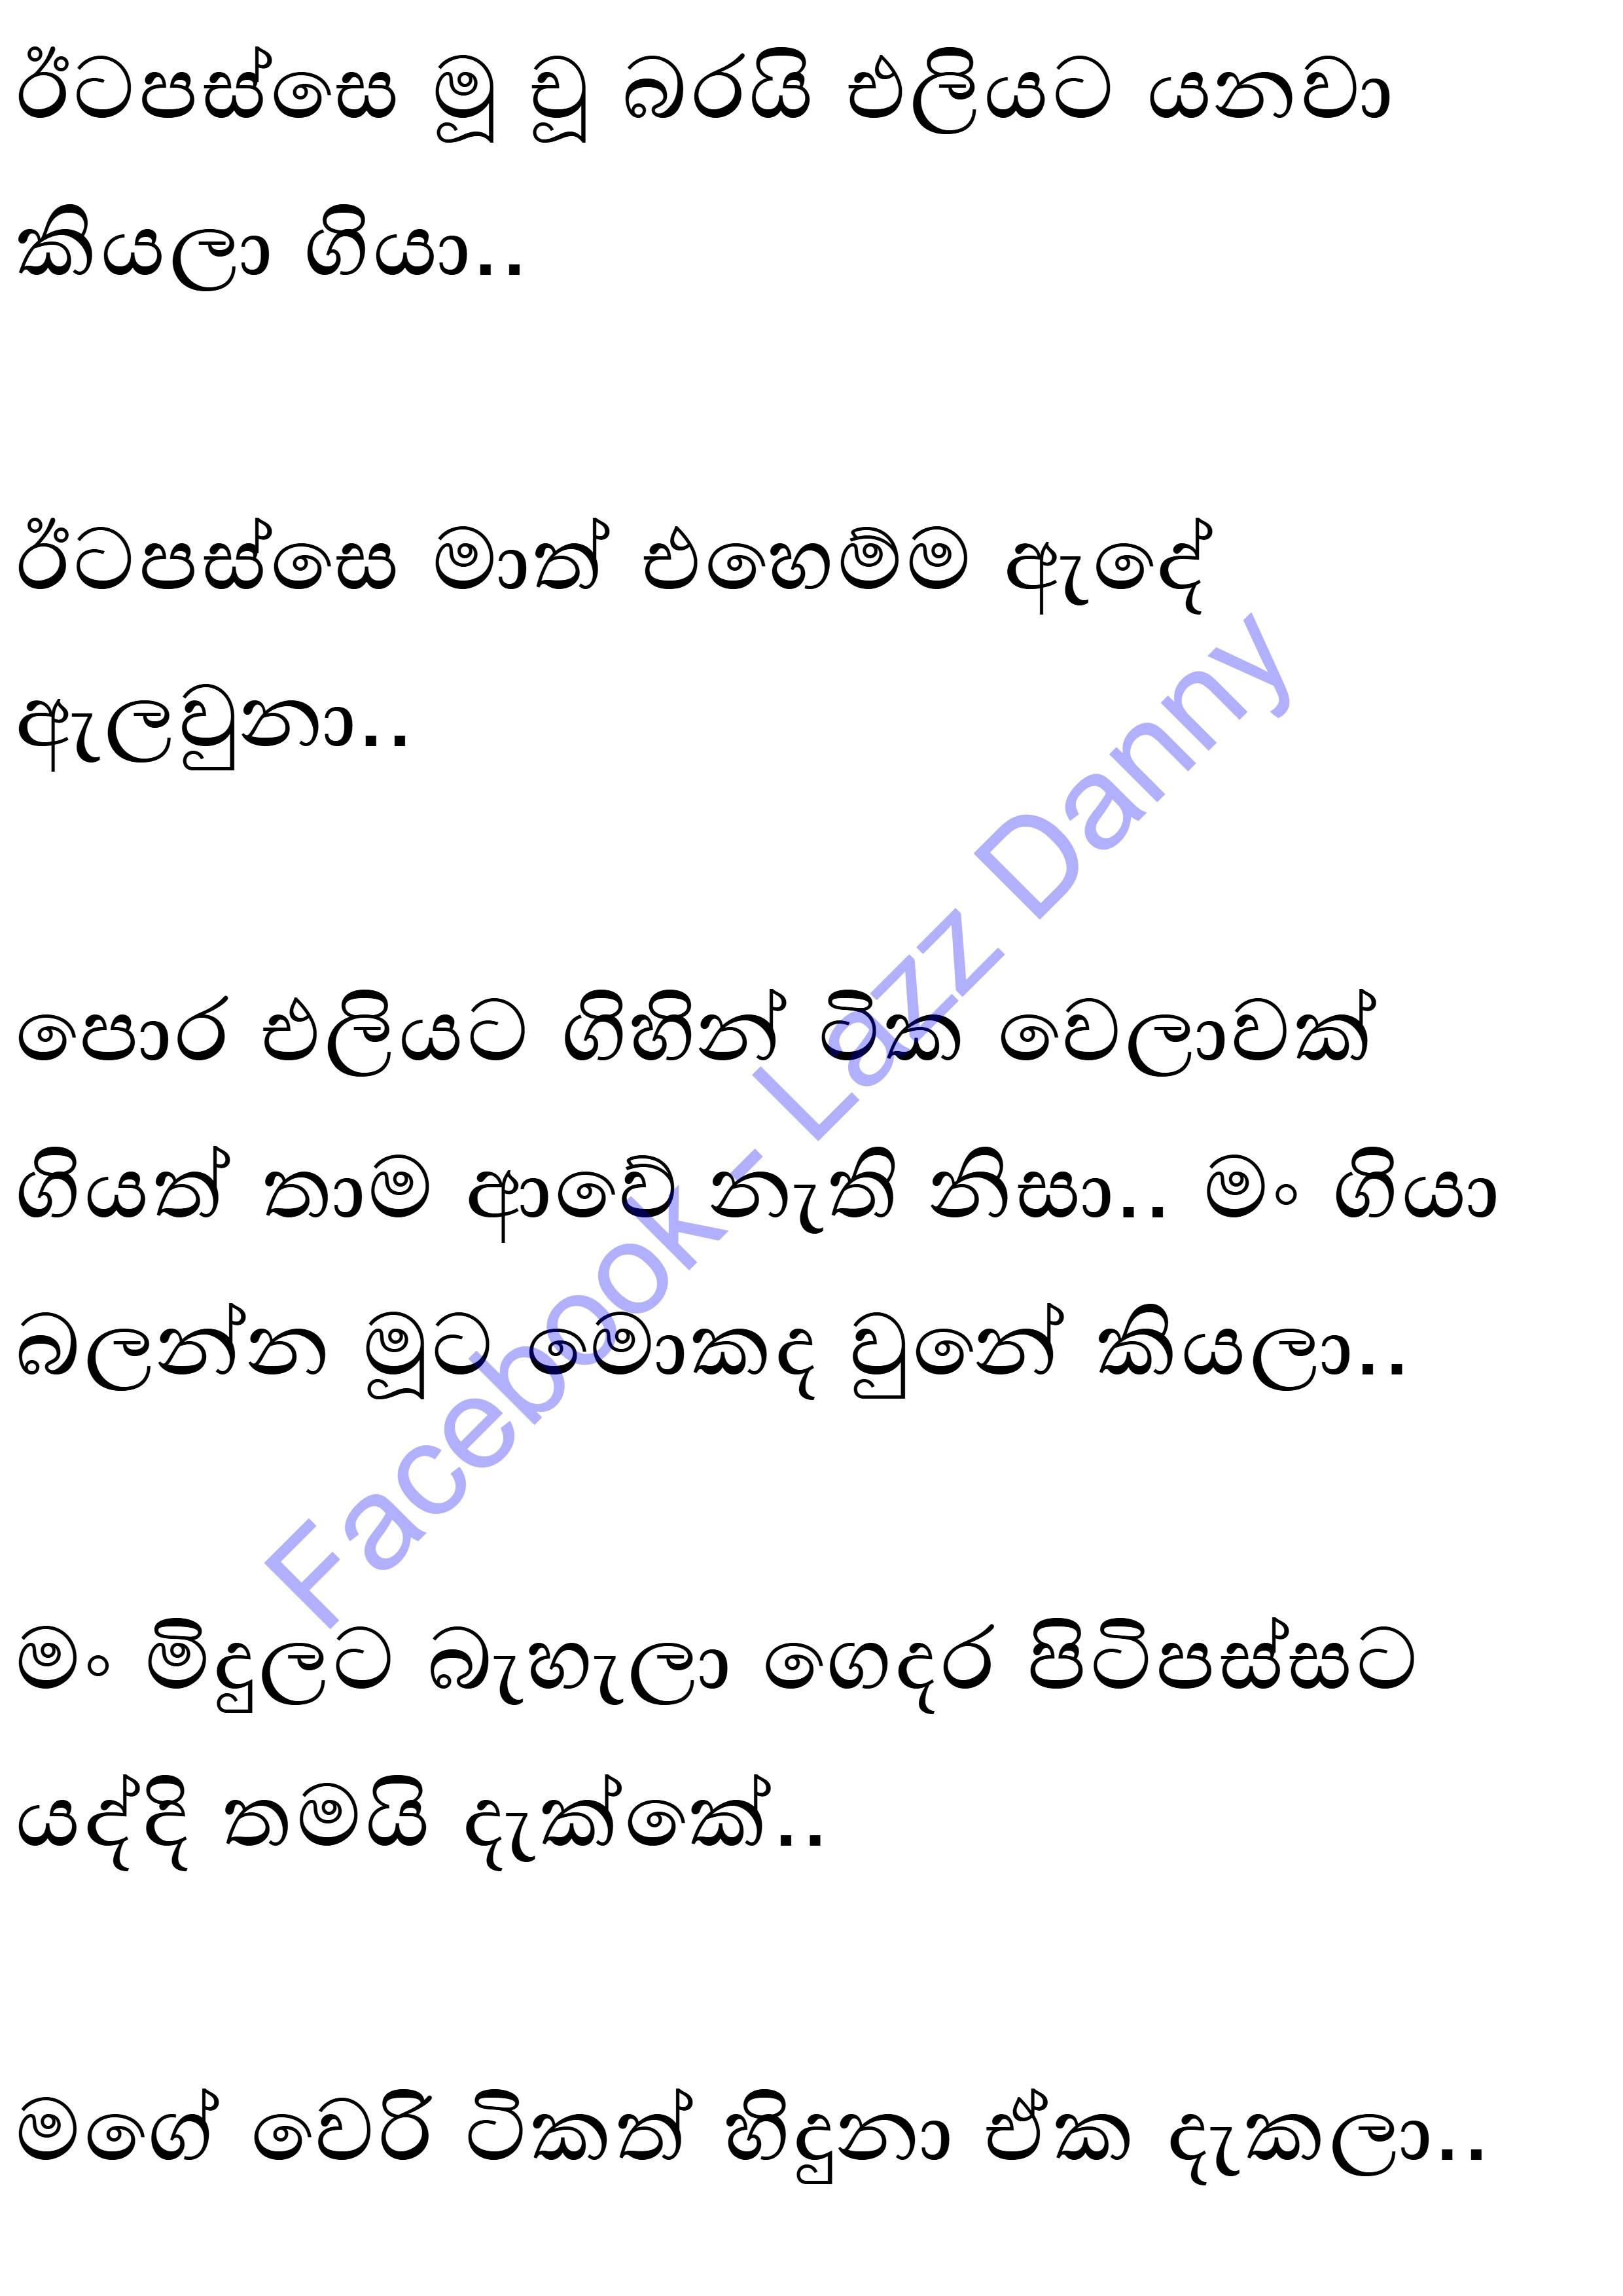 ඊටපස්සෙ මූ චූ බරයි එලියට යනවා
කියලා ගියා..
ඊටපස්සෙ මාත් එහෙම්ම ඇදේ
ඇලවුනා..
පොර එලියට ගිහින් ටික වෙලාවක්
ගියත් තාම ආවේ නැති නිසා.. මං ගියා
බලන්න මූට මොකද වුනේ කියලා..
මං මිදුලට බැහැලා ගෙදර පිටිපස්සට
යද්දි තමයි දැක්කේ..
මගේ වෙරි ටිකත් හිදුනා ඒක දැකලා..
Facebook - Lazz Danny